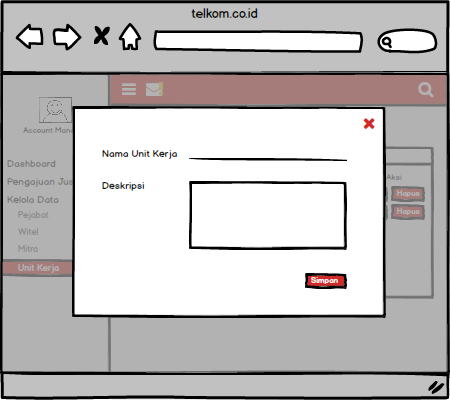 telkom.co.id
Account Mana
Dashboard
Pengajuan Jus
Kelola Data
Pejabat
Witel
Mitra
Unit Kerja
Nama Unit Kerja
Deskripsi
Simpan
Aksi
Hapus
Hapus